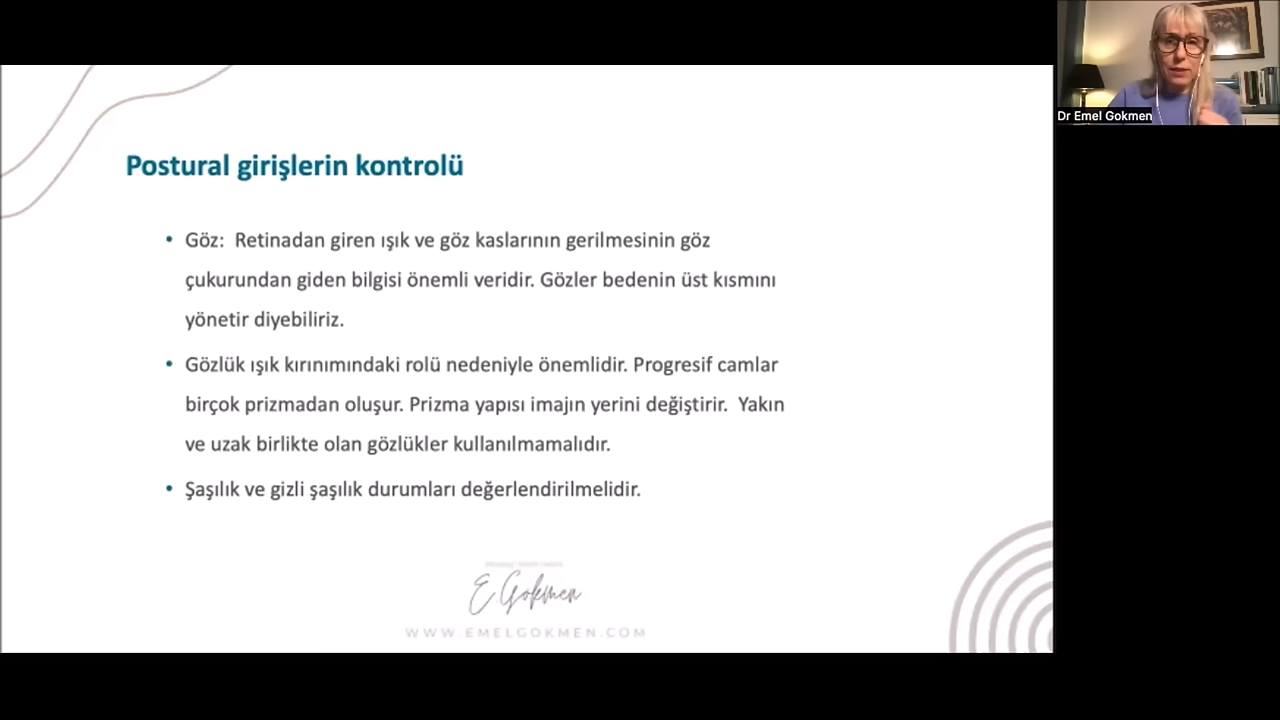 Dr Emel Gokmen
Postural girişlerin kontrolü
• Göz:  Retinadan giren ışık ve göz kaslarının gerilmesinin göz
çukurundan giden bilgisi önemli veridir. Gözler bedenin üst kısmını
yönetir diyebiliriz.
• Gözlük ışık kırınımındaki rolü nedeniyle önemlidir. Progresif camlar
birçok prizmadan oluşur. Prizma yapısı imajın yerini değiştirir.  Yakın
ve uzak birlikte olan gözlükler kullanılmamalıdır.
• Şaşılık ve gizli şaşılık durumları değerlendirilmelidir.
E Gokmen
WWW.EMELGOKMEN.COM